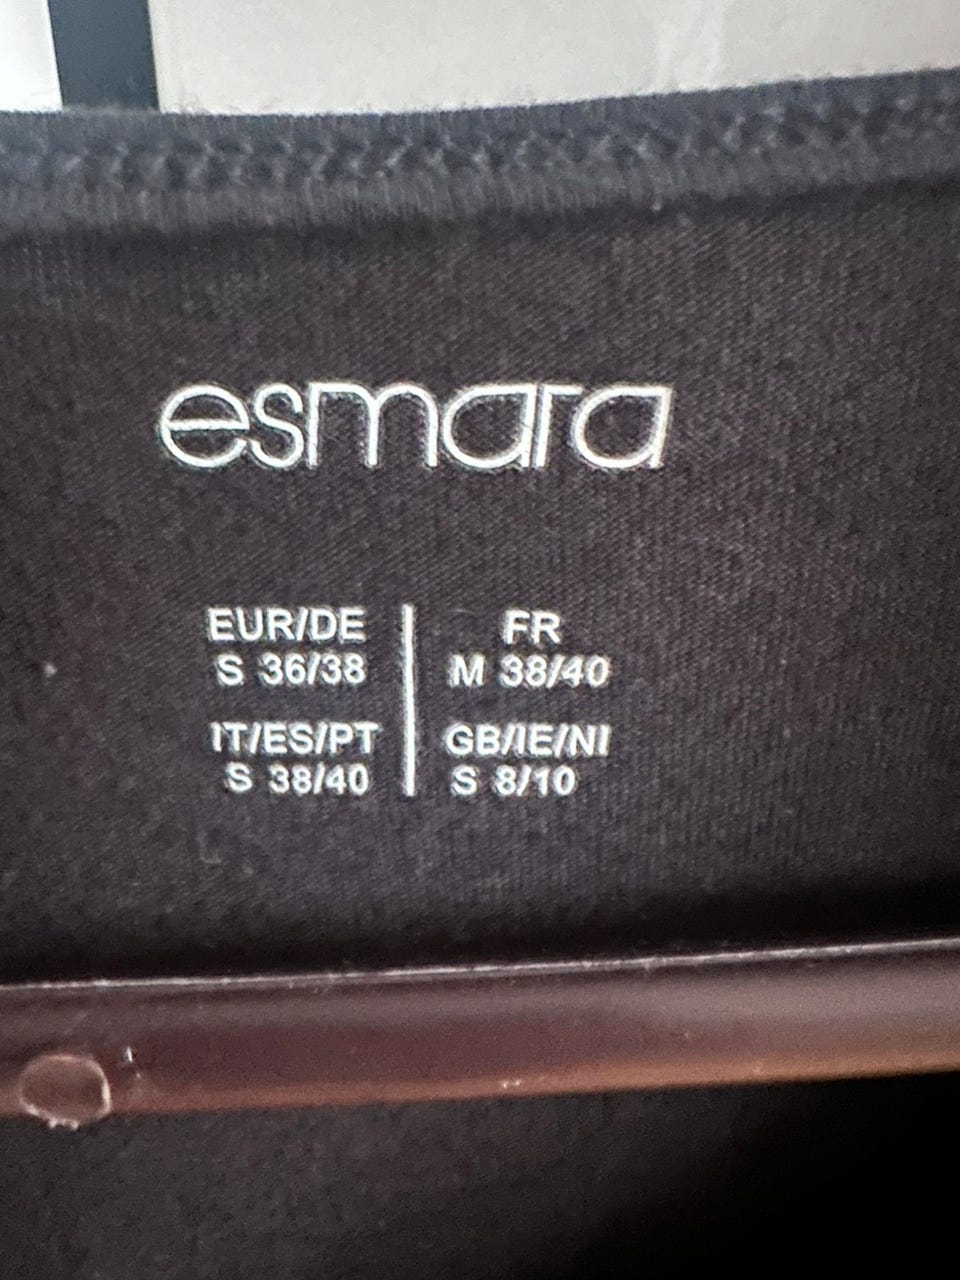 esmara
EUR/DE
S 36/38
FR
M 38/40
IT/ES/PT
S 38/40
GB/IE/NI
S 8/10